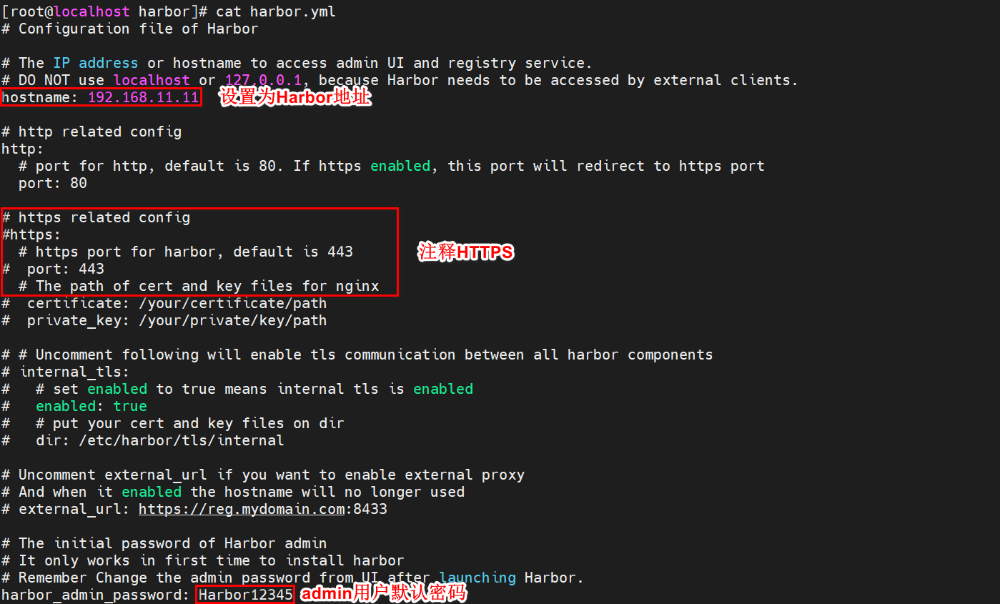 [root@localhost harbor]# cat harbor.yml
# Configuration file of Harbor
# The IP address or hostname to access admin UI and registry service.
# DO NOT use localhost or 127.0.0.1, because Harbor needs to be accessed by external clients.
hostname: 192.168.11.11 设置为Harbor地址
# http related config
http:
  # port for http, default is 80. If https enabled, this port will redirect to https port
  port: 80
# https related config
#https:
  # https port for harbor, default is 443 注释HTTPS
#  port: 443
  # The path of cert and key files for nginx
#  certificate: /your/certificate/path
#  private_key: /your/private/key/path
# # Uncomment following will enable tls communication between all harbor components
# internal_tls:
#   # set enabled to true means internal tls is enabled
#   enabled: true
#   # put your cert and key files on dir
#   dir: /etc/harbor/tls/internal
# Uncomment external_url if you want to enable external proxy
# And when it enabled the hostname will no longer used
# external_url: https://reg.mydomain.com:8433
# The initial password of Harbor admin
# It only works in first time to install harbor
# Remember Change the admin password from UI after launching Harbor.
harbor_admin_password: Harbor12345 admin用户默认密码